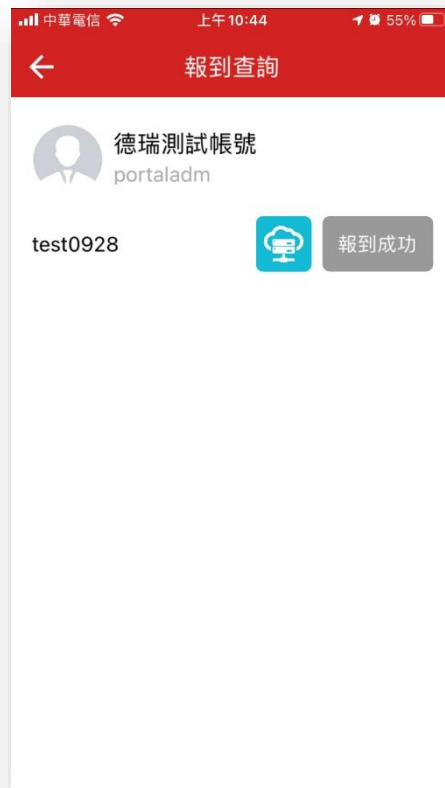 中華電信 上午10:44 55%
報到查詢
德瑞測試帳號
portaladm
test0928 報到成功